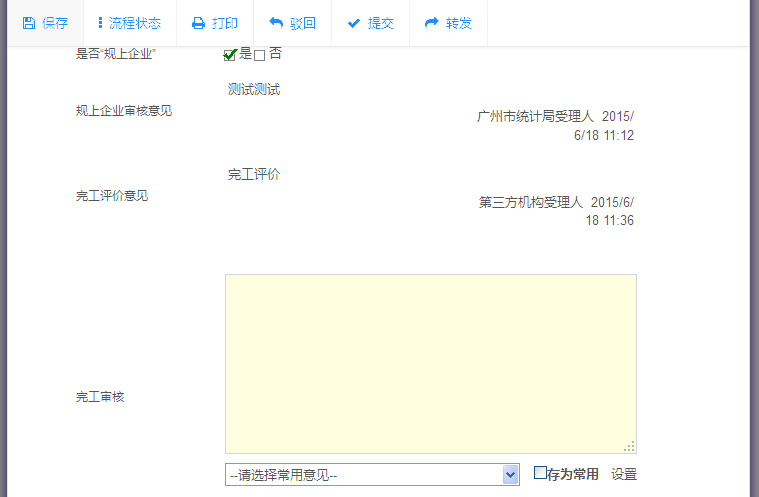 保存 流程状态 打印 驳回 提交 转发
是否“规上企业” 是 否
测试测试
规上企业审核意见
广州市统计局受理人 2015/
6/18 11:12
完工评价
完工评价意见
第三方机构受理人 2015/6/
18 11:36
完工审核
--请选择常用意见-- 存为常用 设置